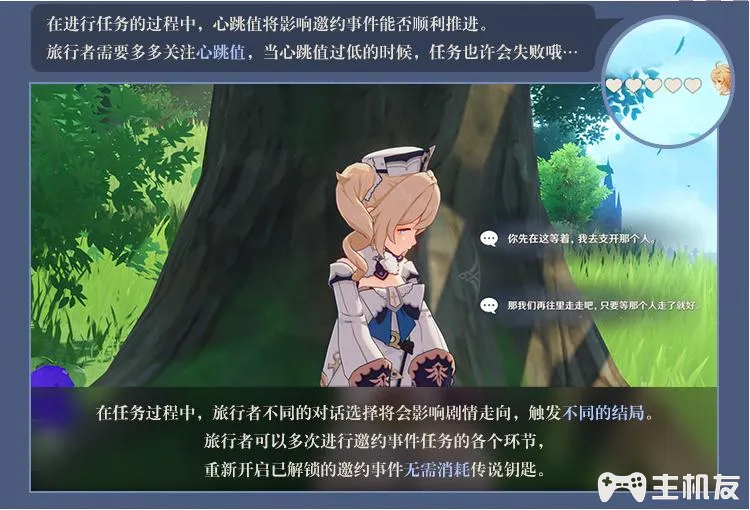 在进行任务的过程中，心跳值将影响邀约事件能否顺利推进。
旅行者需要多多关注心跳值，当心跳值过低的时候，任务也许会失败哦…
你先在这等着，我去支开那个人。
那我们再往里走走吧，只要等那个人走了就好。
在任务过程中，旅行者不同的对话选择将会影响剧情走向，触发不同的结局。
旅行者可以多次进行邀约事件任务的各个环节，
重新开启已解锁的邀约事件无需消耗传说钥匙。
主机友